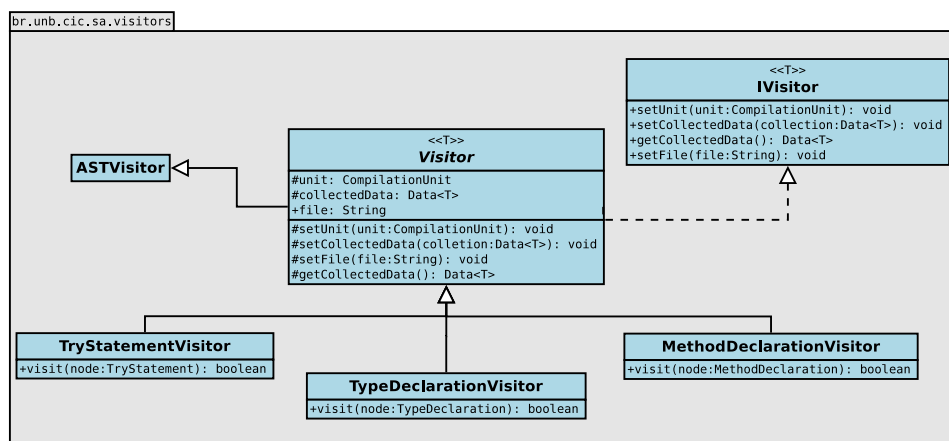 br.unb.cic.sa.visitors
<<T>>
IVisitor
+setUnit(unit:CompilationUnit): void
+setCollectedData(collection:Data<T>): void
+getCollectedData(): Data<T>
+setFile(file:String): void
<<T>>
Visitor
#unit: CompilationUnit
#collectedData: Data<T>
+file: String
#setUnit(unit:CompilationUnit): void
#setCollectedData(colletion:Data<T>): void
#setFile(file:String): void
#getCollectedData(): Data<T>
ASTVisitor
TryStatementVisitor
+visit(node:TryStatement): boolean
TypeDeclarationVisitor
+visit(node:TypeDeclaration): boolean
MethodDeclarationVisitor
+visit(node:MethodDeclaration): boolean